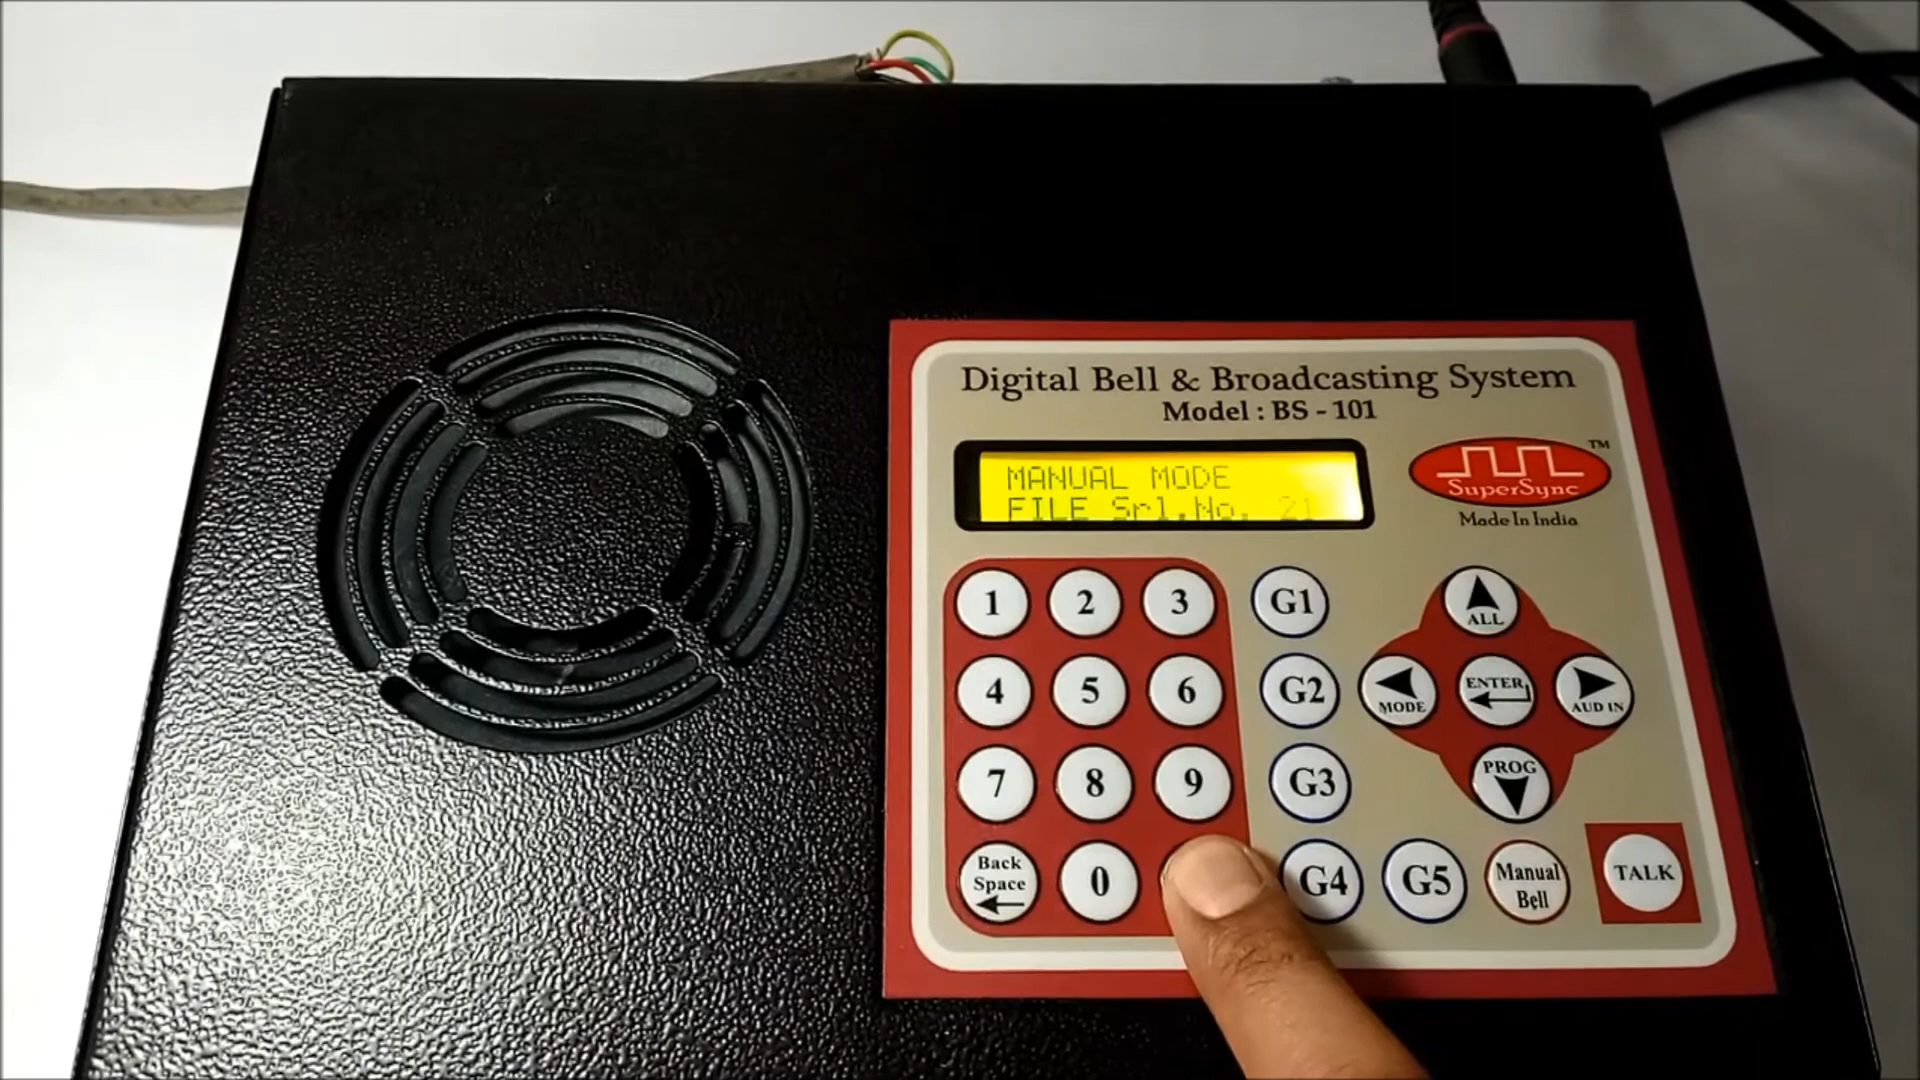 Digital Bell & Broadcasting System
Model : BS - 101
MANUAL MODE
FILE Srl.No. 21
SuperSync
TM
Made In India
1 2 3 G1
ALL
4 5 6 G2
MODE
ENTER
AUD IN
7 8 9 G3
PROG
Back
Space
0 G4 G5
Manual
Bell
TALK